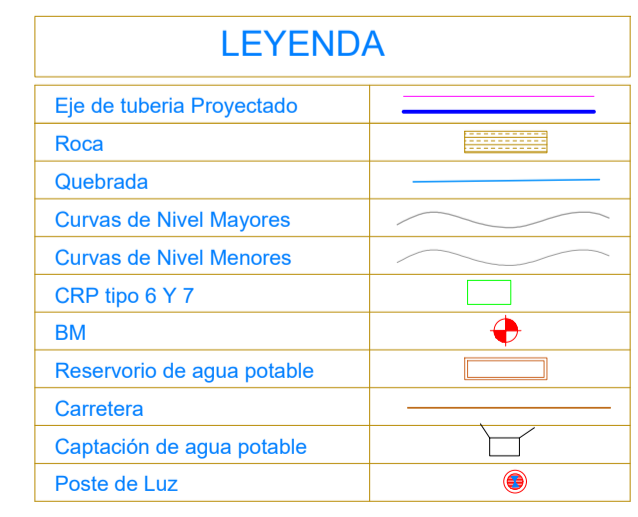 LEYENDA
Eje de tuberia Proyectado
Roca
Quebrada
Curvas de Nivel Mayores
Curvas de Nivel Menores
CRP tipo 6 Y 7
BM
Reservorio de agua potable
Carretera
Captación de agua potable
Poste de Luz